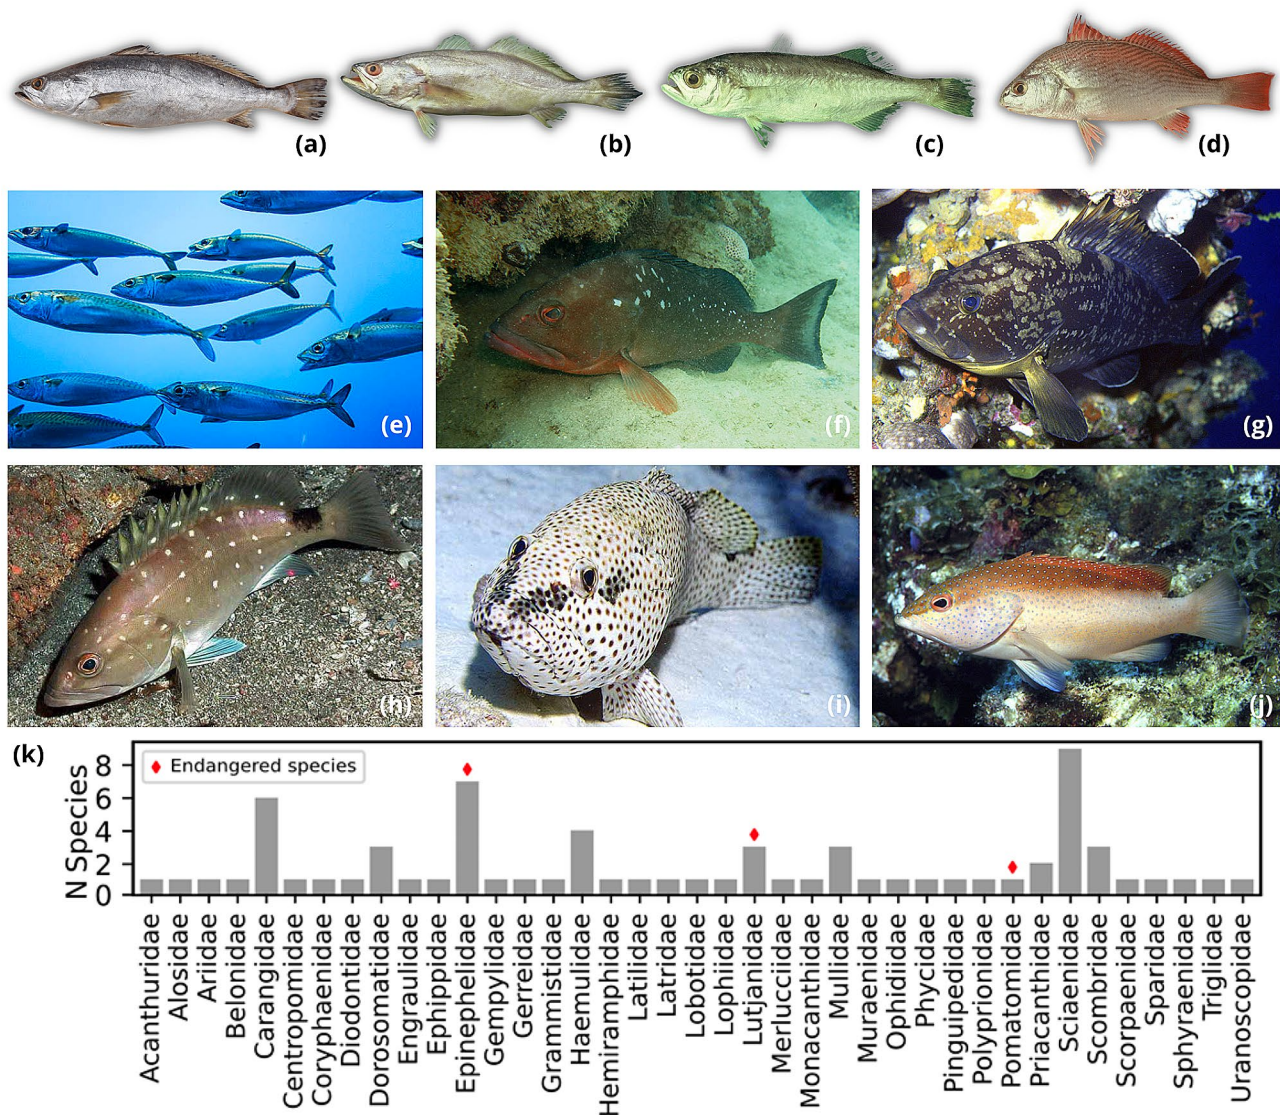 (a)
(b)
(c)
(d)
(e)
(f)
(g)
(h)
(i)
(j)
(k)
Endangered species
N Species
8
6
4
2
0
Acanthuridae
Alosidae
Ariidae
Belonidae
Carangidae
Centropomidae
Coryphaenidae
Diodontidae
Dorosomatidae
Engraulidae
Ephippidae
Epinephelidae
Gempylidae
Gerreidae
Grammistidae
Haemulidae
Hemiramphidae
Latilidae
Latridae
Lobotidae
Lophiidae
Lutjanidae
Merlucciidae
Monacanthidae
Mullidae
Muraenidae
Ophidiidae
Phycidae
Pinguipedidae
Polyprionidae
Pomatomidae
Priacanthidae
Sciaenidae
Scombridae
Scorpaenidae
Sparidae
Sphyraenidae
Triglidae
Uranoscopidae